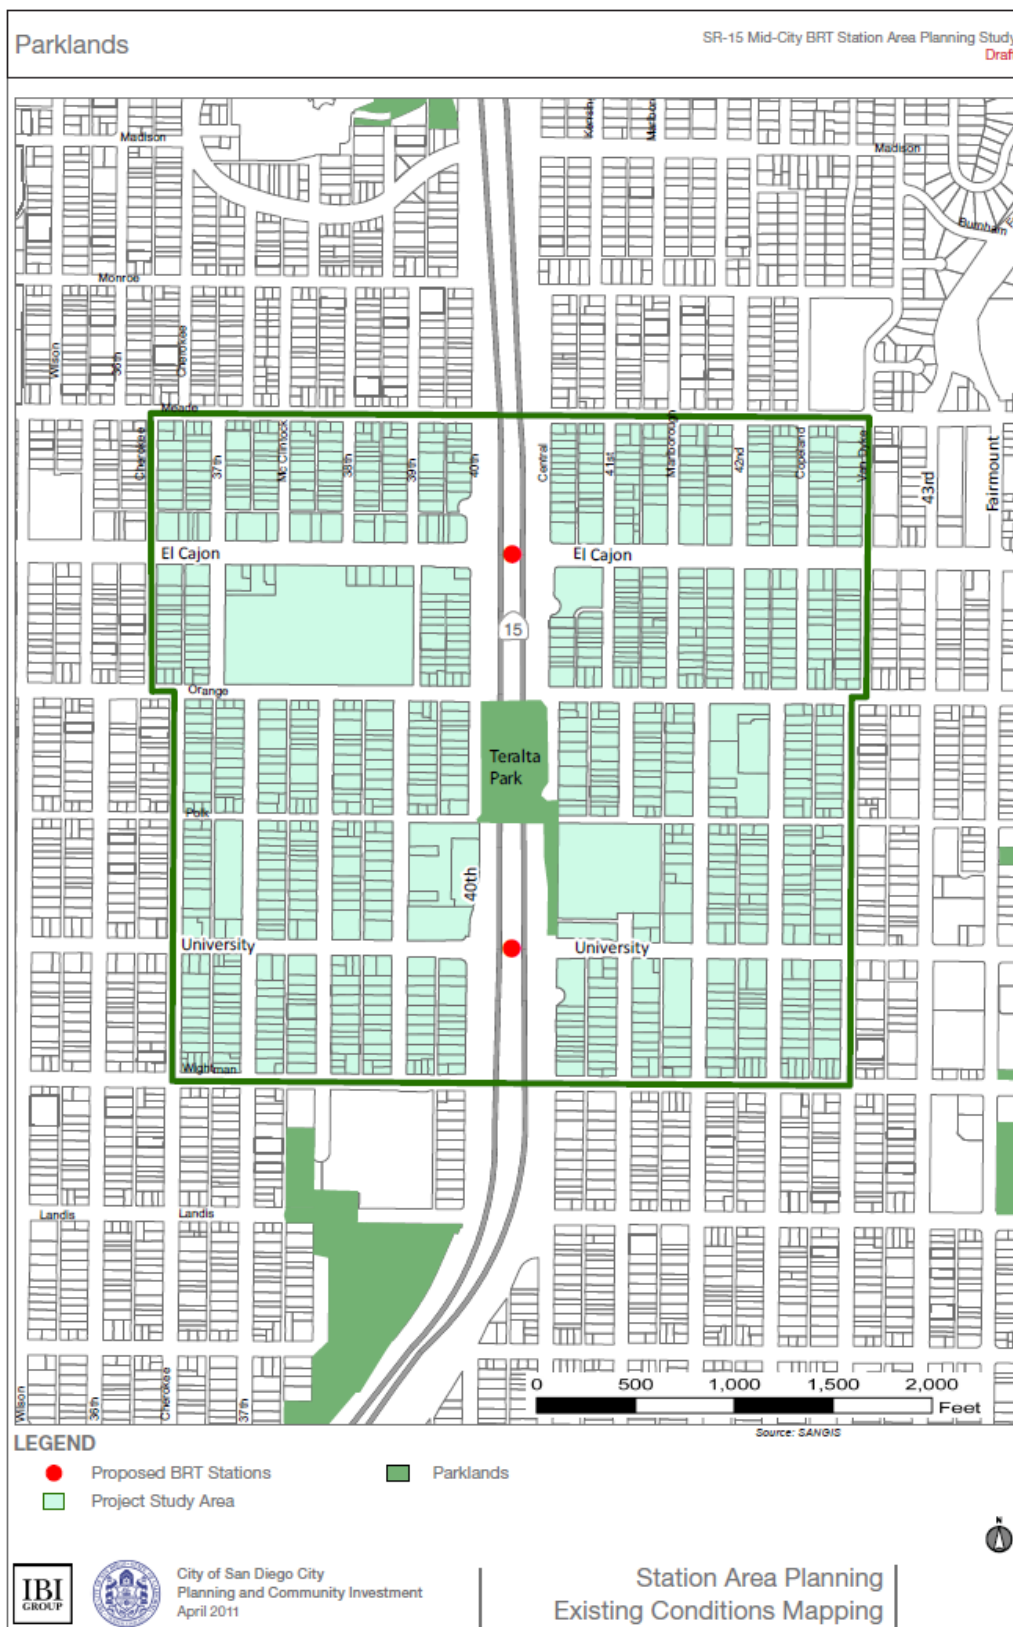 Parklands
SR-15 Mid-City BRT Station Area Planning Study
Draft
Madison
Madison
Burnham
Monroe
Wilson
36th
Cherokee
Meade
Cherokee
37th
Mc Clintock
38th
39th
40th
Central
41st
Marlborough
42nd
Copeland
Van Dyke
43rd
Fairmount
El Cajon
El Cajon
15
Orange
Teralta
Park
Polk
40th
University
University
Wightman
Landis
Landis
Wilson
36th
Cherokee
37th
0 500 1,000 1,500 2,000
Feet
Source: SANGIS
LEGEND
Proposed BRT Stations
Parklands
Project Study Area
N
IBI
GROUP
City of San Diego City
Planning and Community Investment
April 2011
Station Area Planning
Existing Conditions Mapping